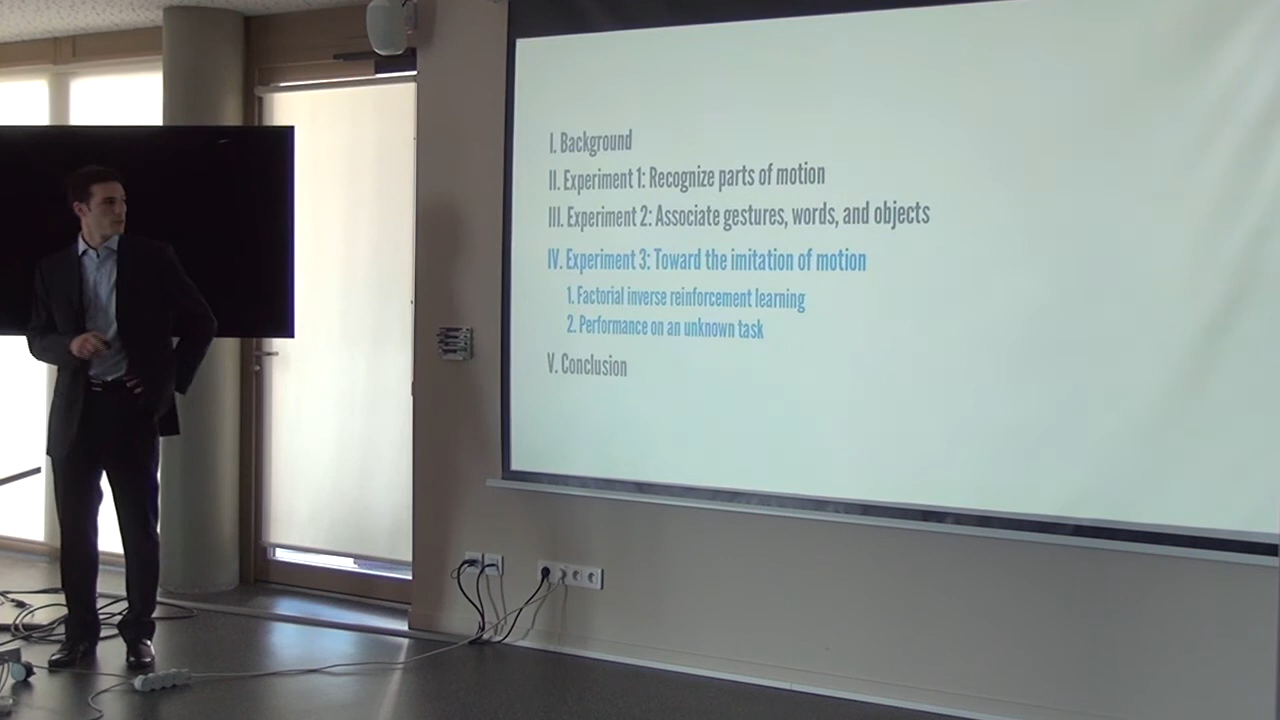 I. Background
II. Experiment 1: Recognize parts of motion
III. Experiment 2: Associate gestures, words, and objects
IV. Experiment 3: Toward the imitation of motion
1. Factorial inverse reinforcement learning
2. Performance on an unknown task
V. Conclusion